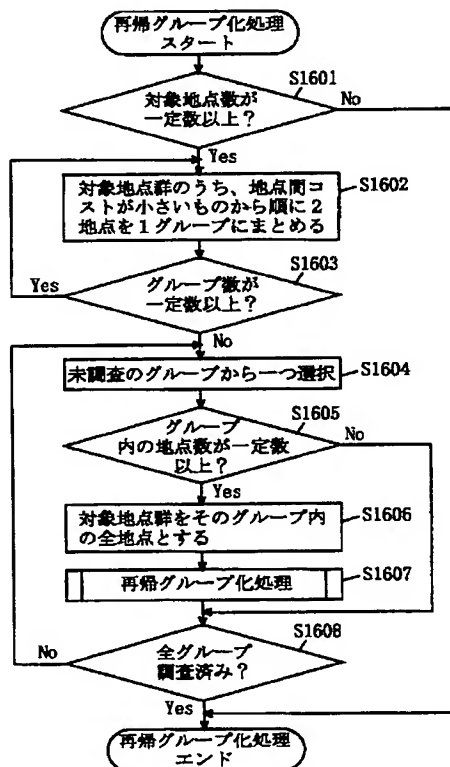 再帰グループ化処理
スタート
S1601
対象地点数が
一定数以上?
No
Yes
S1602
対象地点群のうち、地点間コ
ストが小さいものから順に2
地点を1グループにまとめる
S1603
Yes
グループ数が
一定数以上?
No
未調査のグループから一つ選択
S1604
S1605
グループ
内の地点数が一定数
以上?
No
Yes
対象地点群をそのグループ内
の全地点とする
S1606
再帰グループ化処理
S1607
S1608
No
全グループ
調査済み?
Yes
再帰グループ化処理
エンド